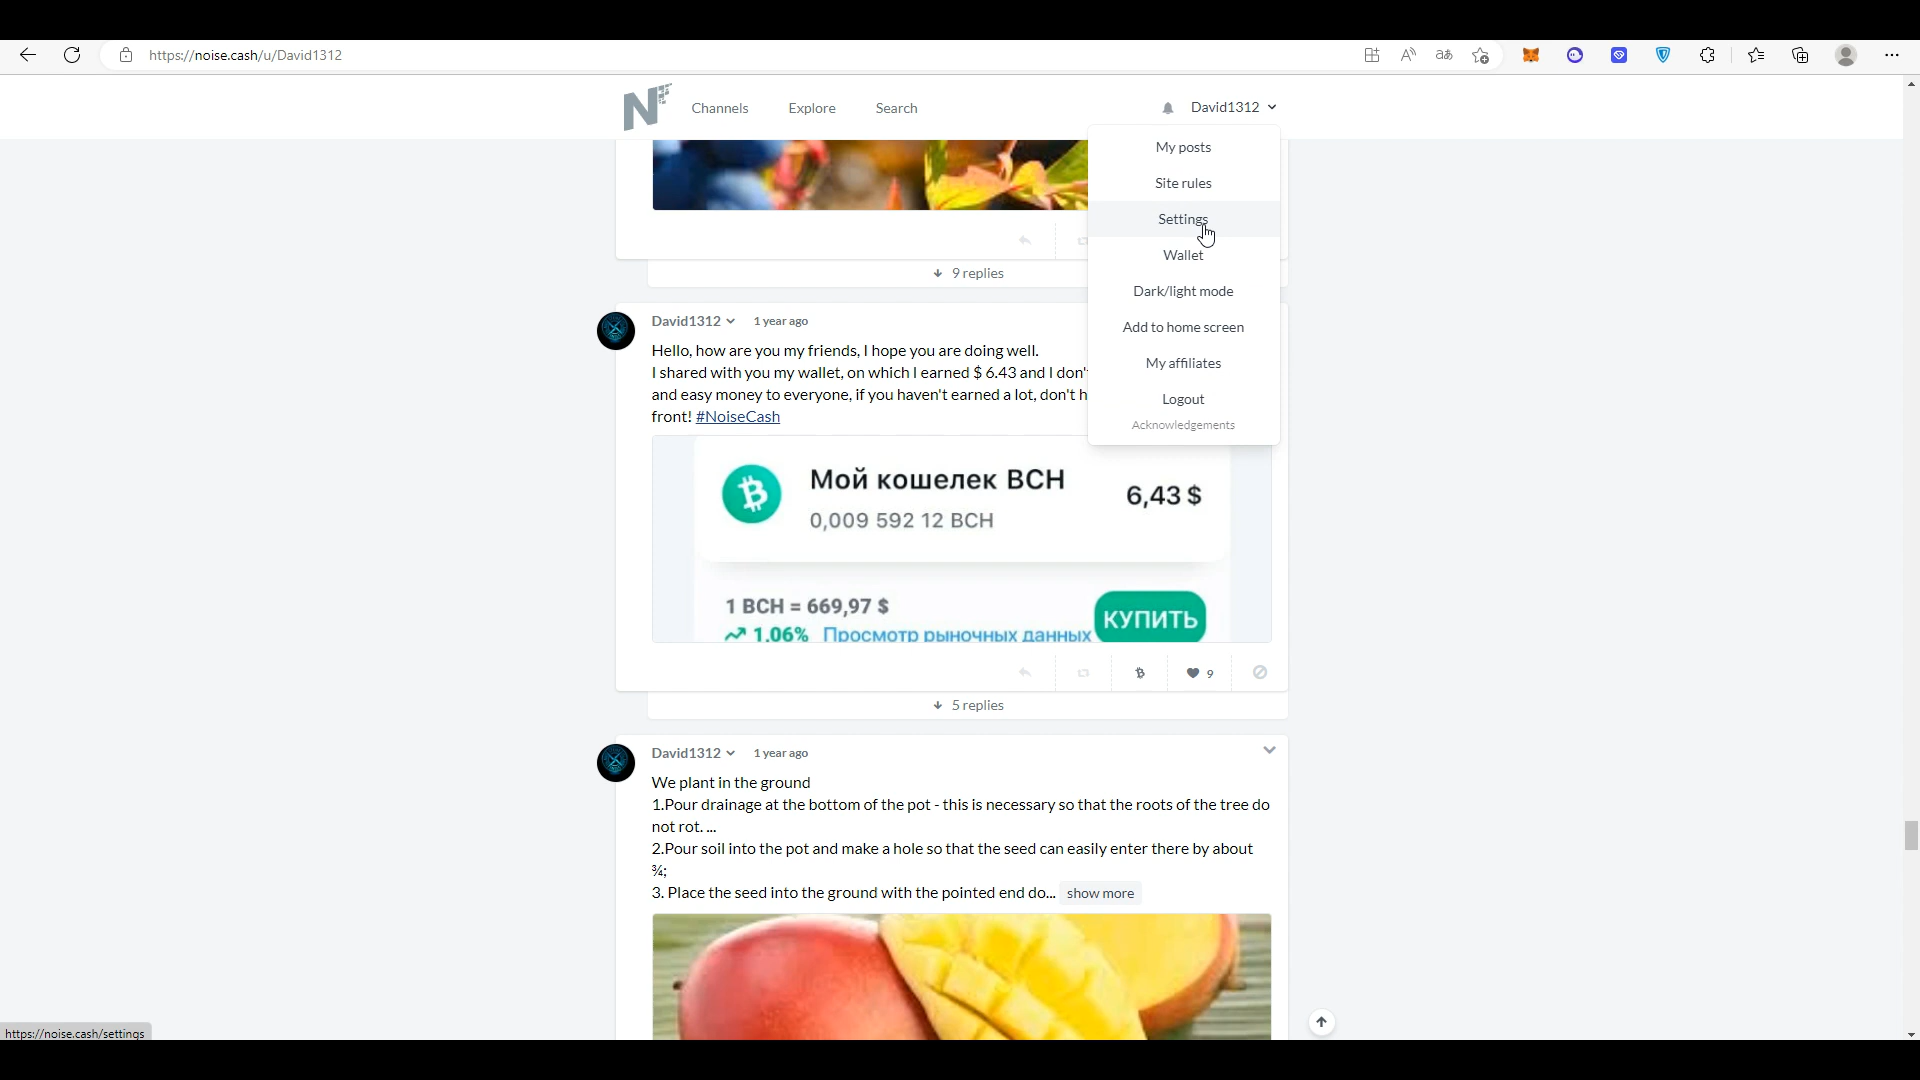 https://noise.cash/u/David1312
Channels
Explore
Search
David1312
My posts
Site rules
Settings
Wallet
Dark/light mode
Add to home screen
My affiliates
Logout
Acknowledgements
9 replies
David1312
1 year ago
Hello, how are you my friends, I hope you are doing well.
I shared with you my wallet, on which I earned $ 6.43 and I don'
and easy money to everyone, if you haven't earned a lot, don't h
front! #NoiseCash
Мой кошелек BCH
6,43 $
0,009 592 12 BCH
1 BCH = 669,97 $
КУПИТЬ
1.06%
Просмотр рыночных данных
9
5 replies
David1312
1 year ago
We plant in the ground
1.Pour drainage at the bottom of the pot - this is necessary so that the roots of the tree do
not rot. ...
2.Pour soil into the pot and make a hole so that the seed can easily enter there by about
¾;
3. Place the seed into the ground with the pointed end do... show more
https://noise.cash/settings